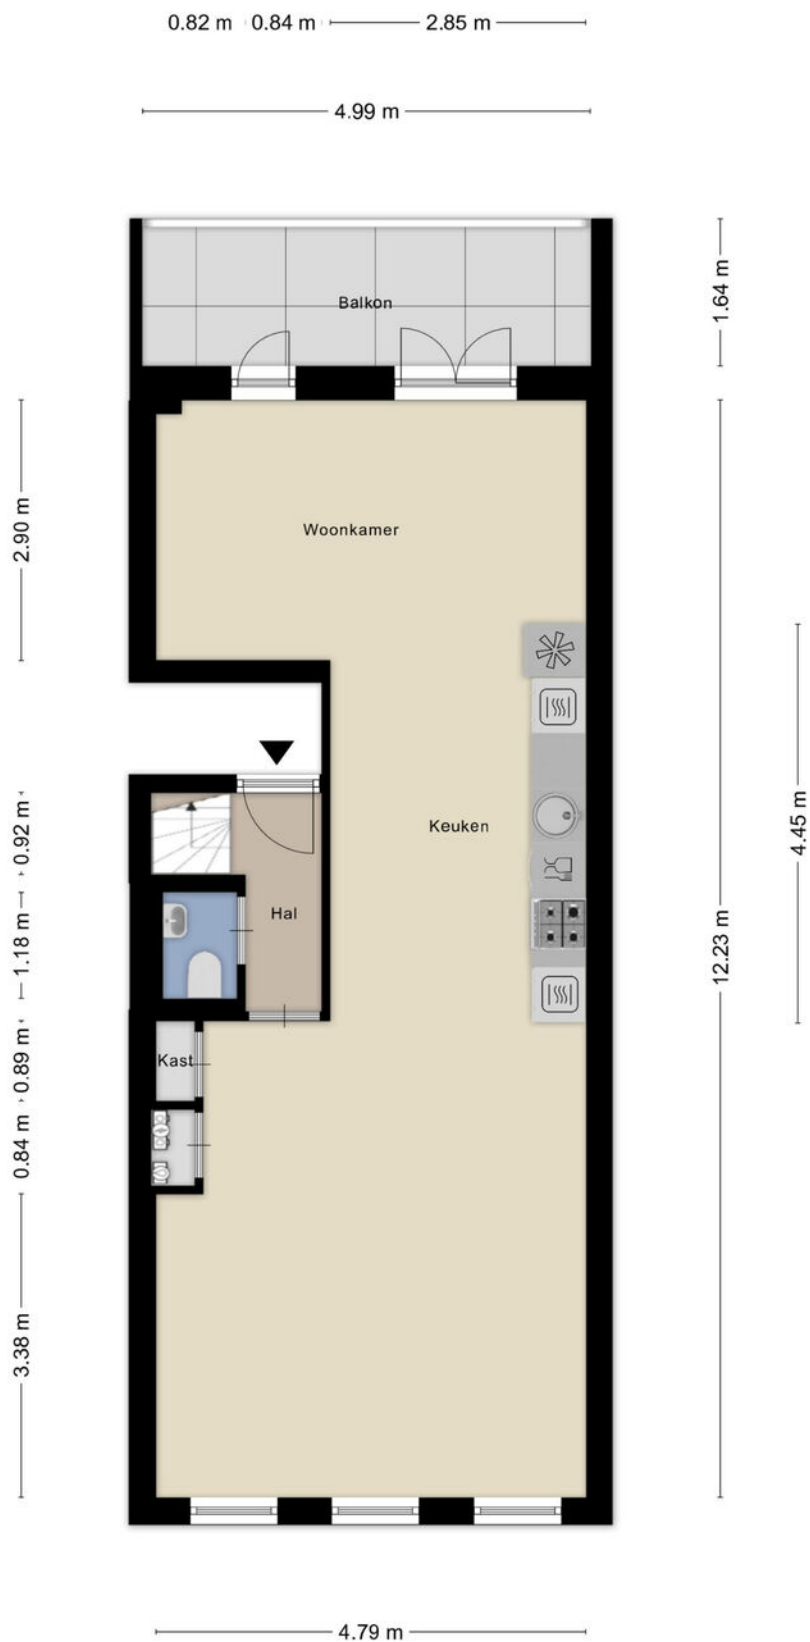 0.82 m 0.84 m 2.85 m
4.99 m
Balkon
1.64 m
2.90 m
Woonkamer
Keuken
4.45 m
0.92 m
Hal
1.18 m
12.23 m
0.89 m
Kast
0.84 m
3.38 m
4.79 m